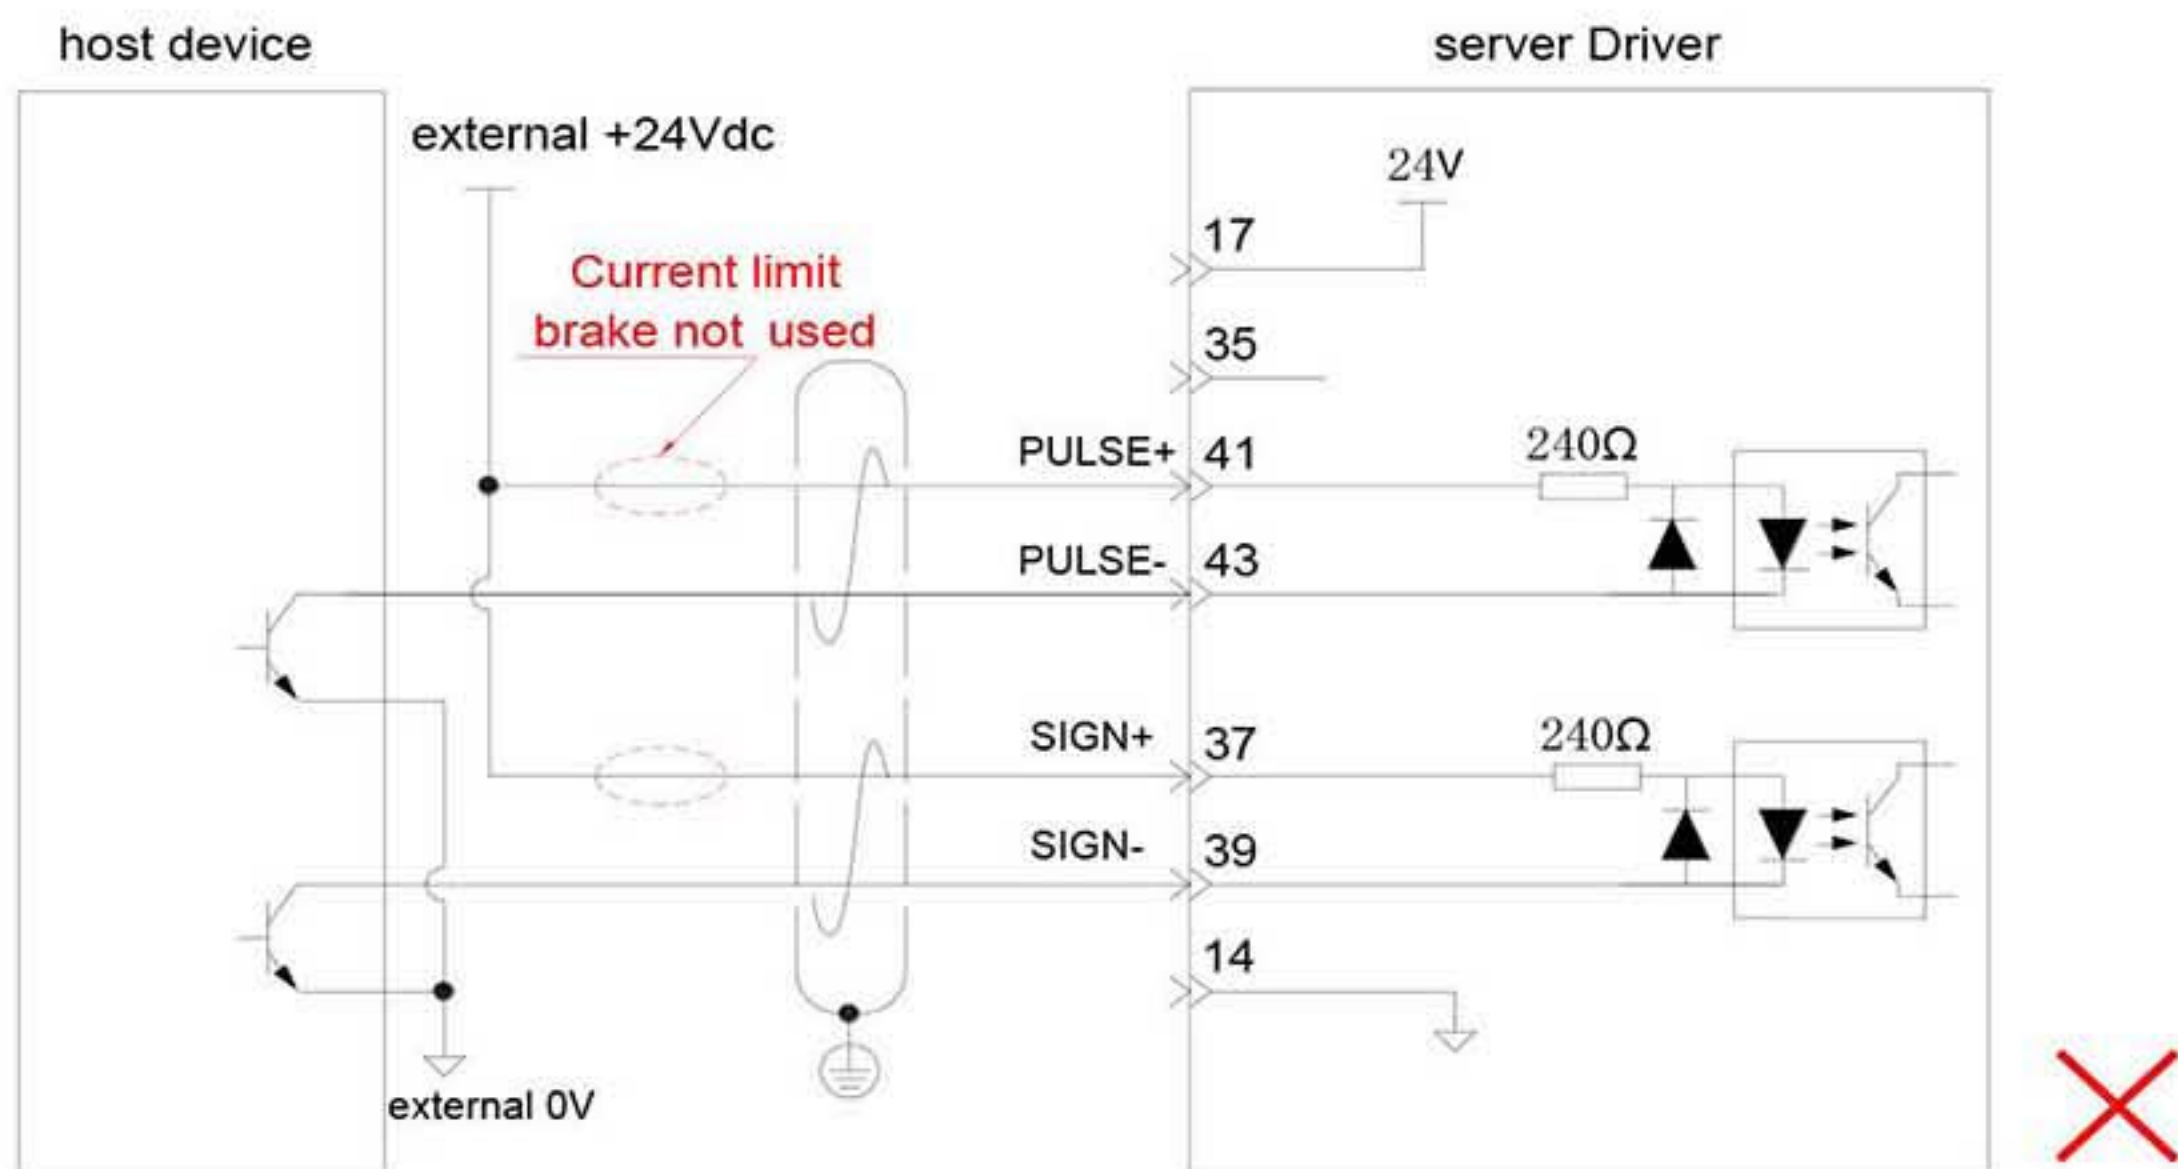 host device
server Driver
external +24Vdc
24V
17
Current limit
brake not used
35
PULSE+
41
240Ω
PULSE-
43
SIGN+
37
240Ω
SIGN-
39
14
external 0V